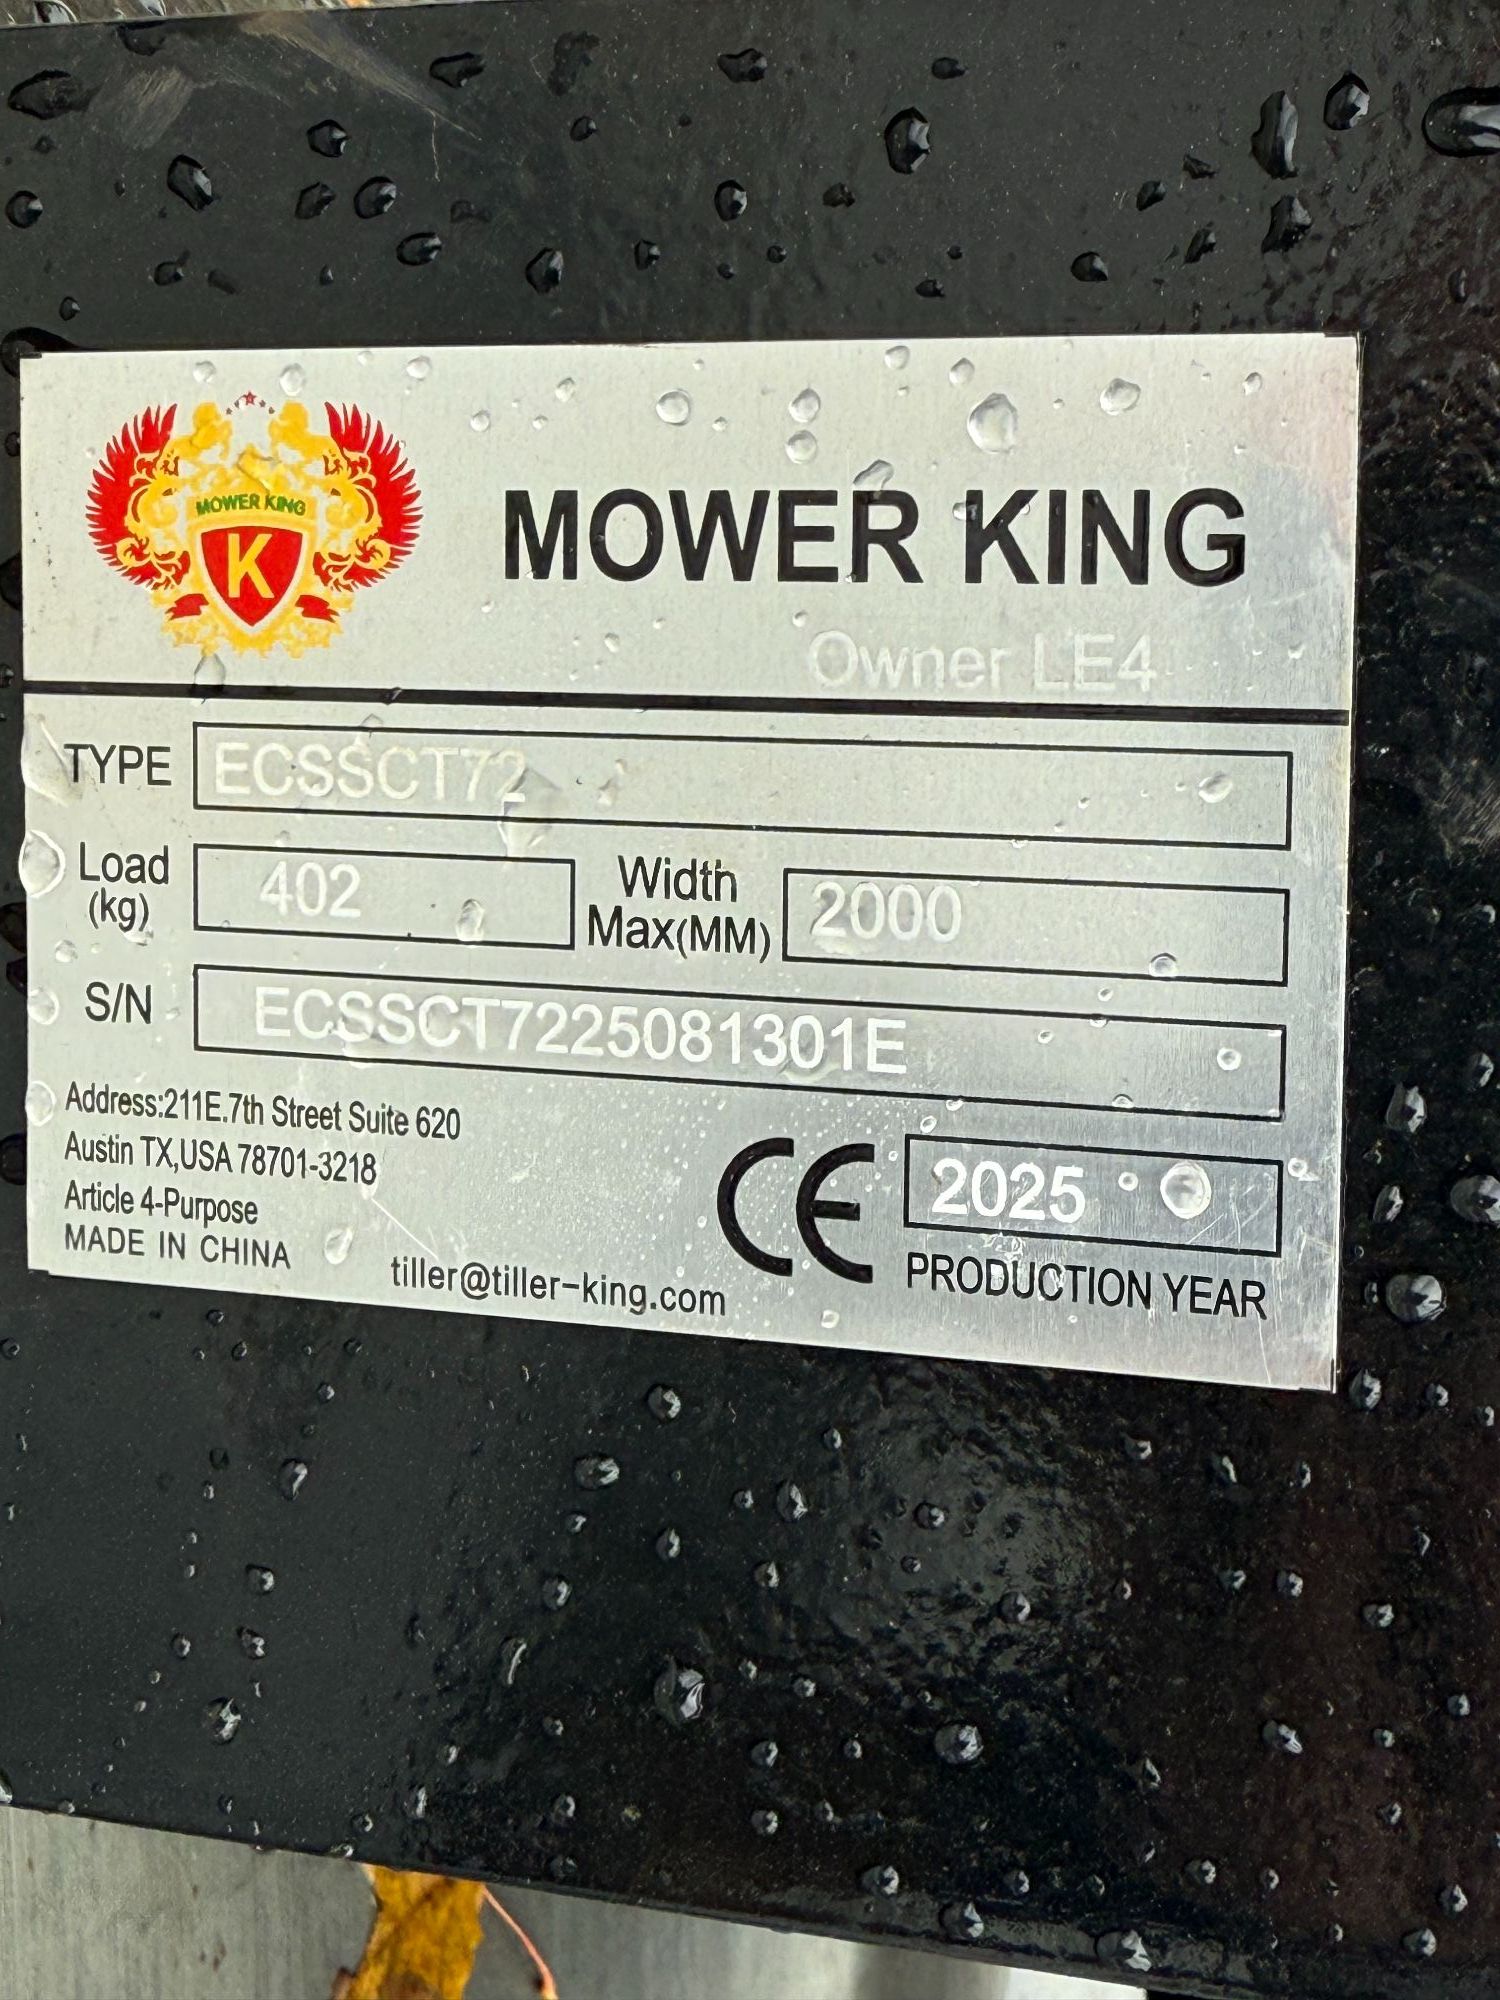 MOWER KING
K
MOWER KING
Owner LE4
TYPE ECSSCT72
Load (kg) 402 Width Max(MM) 2000
S/N ECSSCT7225081301E
Address:211E.7th Street Suite 620
Austin TX,USA 78701-3218
Article 4-Purpose
MADE IN CHINA
tiller@tiller-king.com
CE 2025
PRODUCTION YEAR